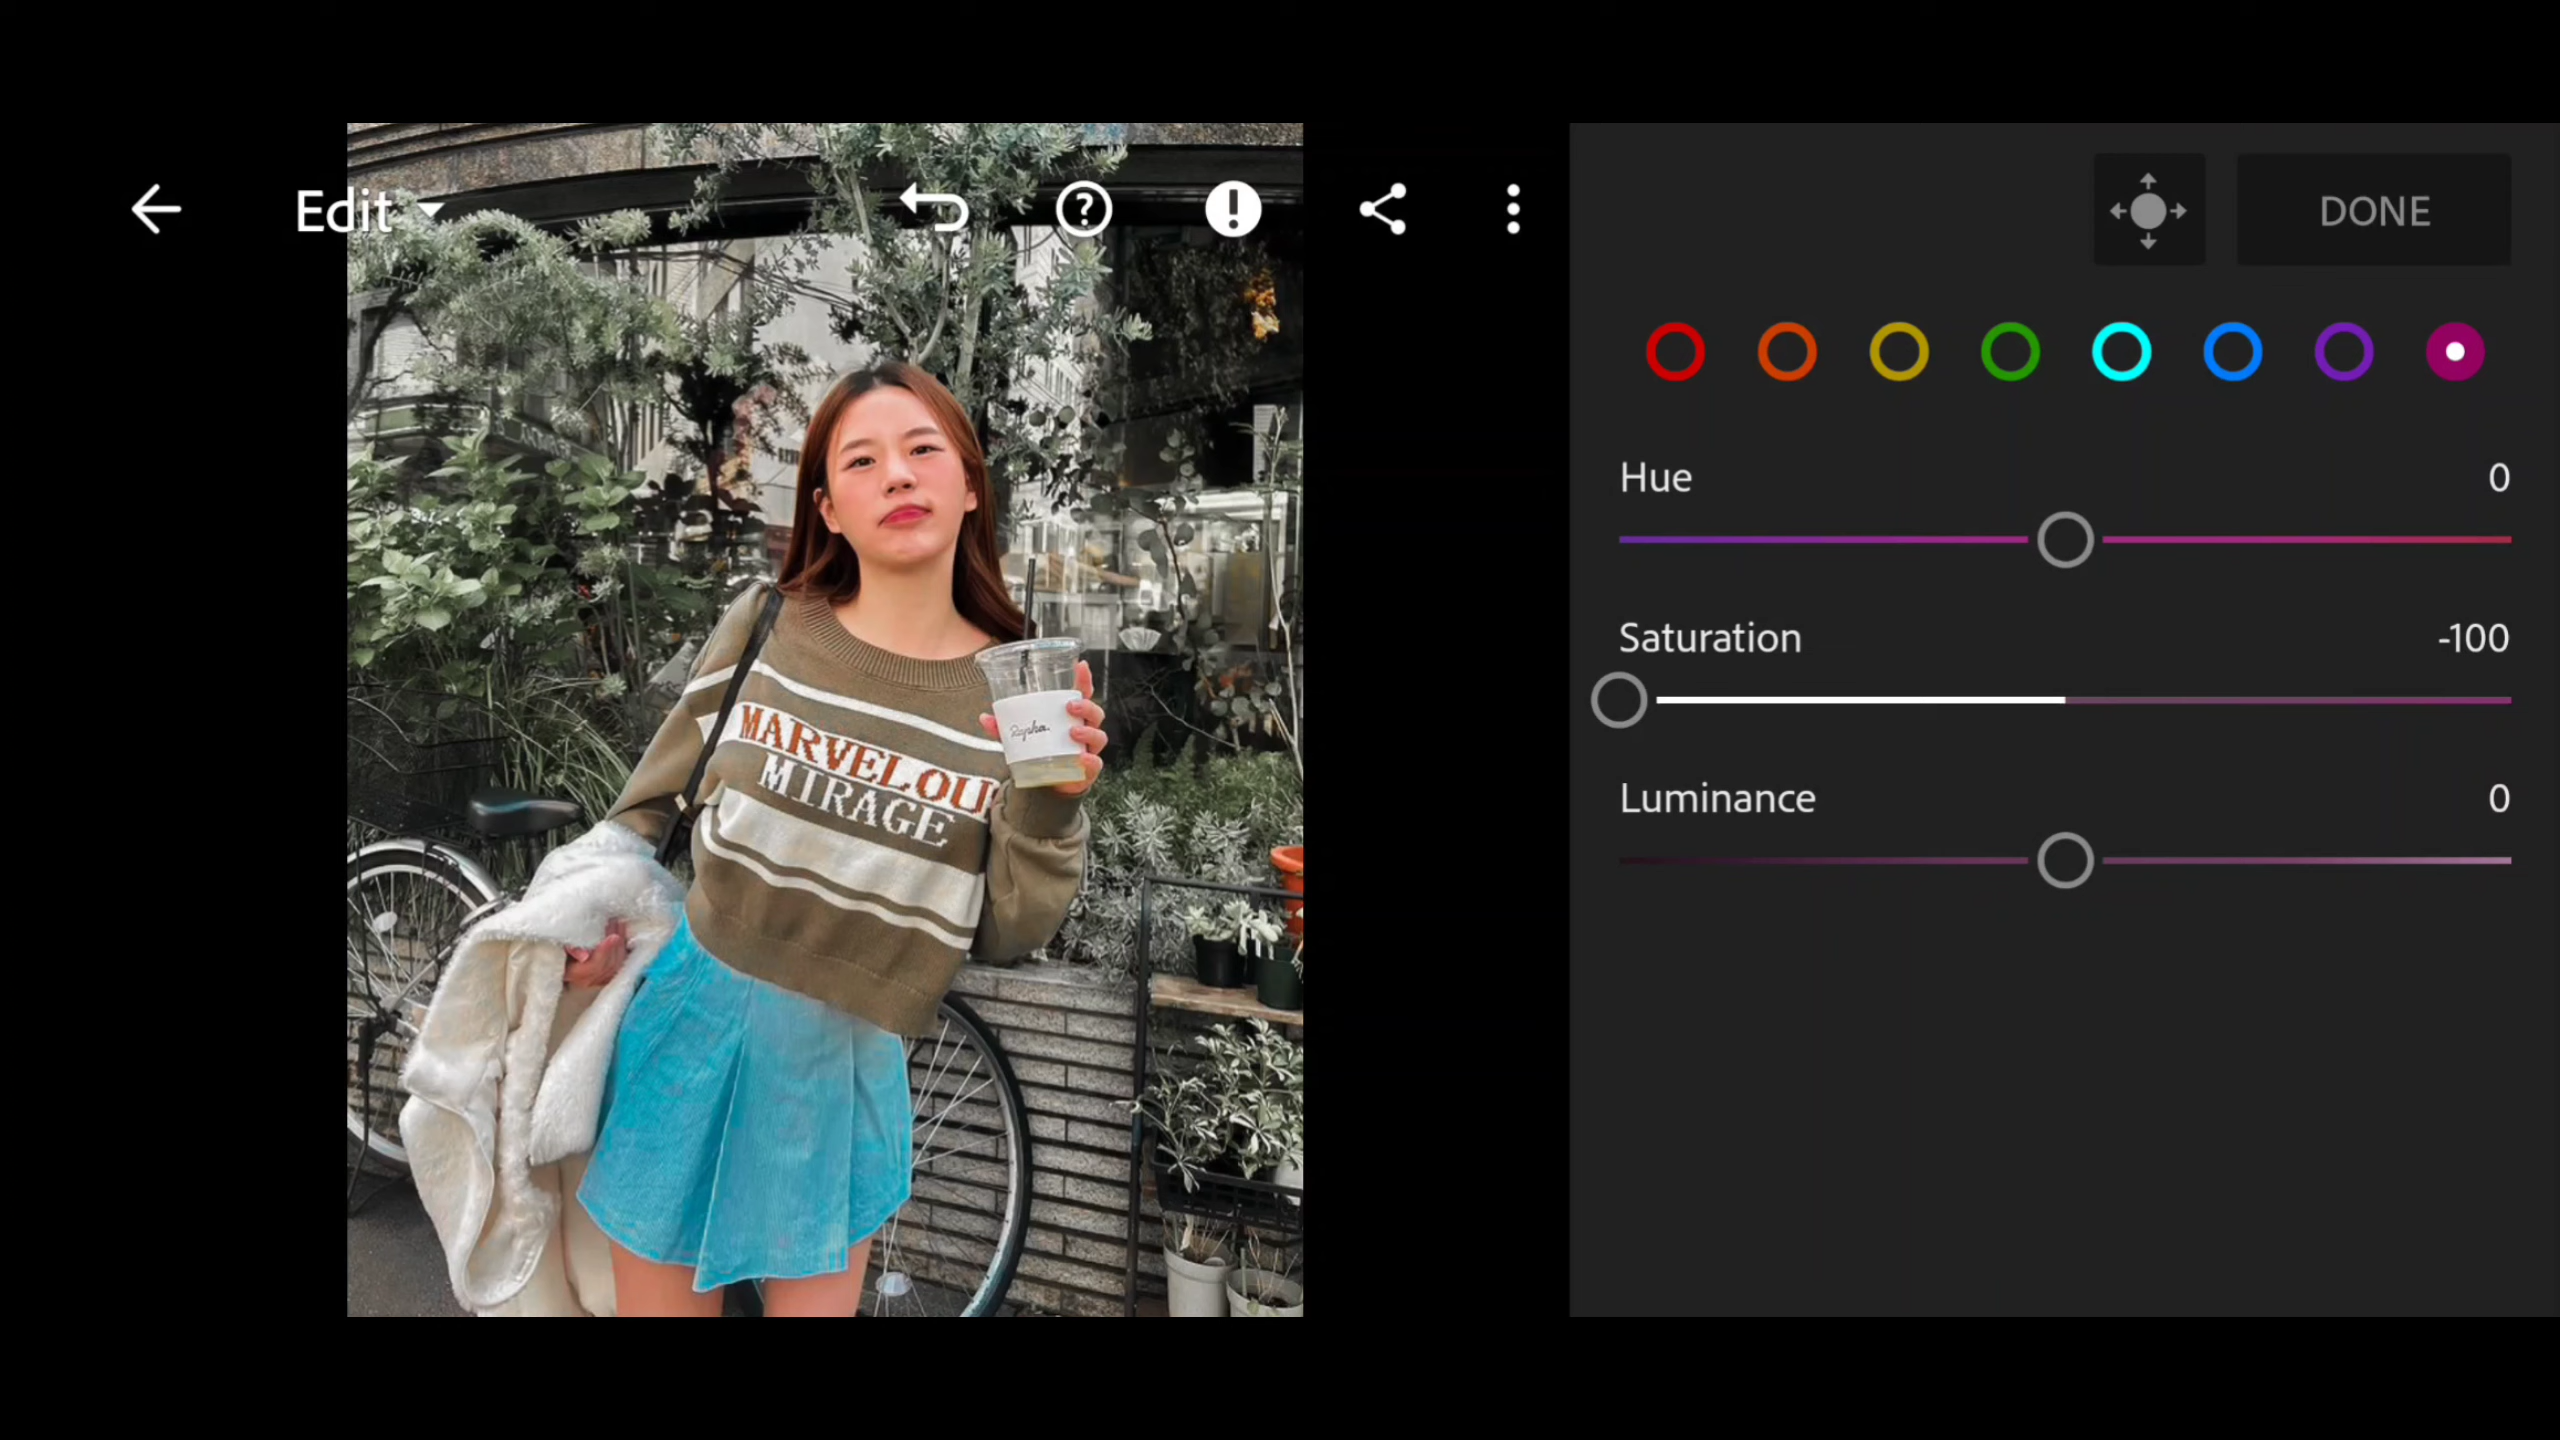 Edit
DONE
Hue 0
Saturation -100
Luminance 0
MARVELOU
MIRAGE
Rapha.